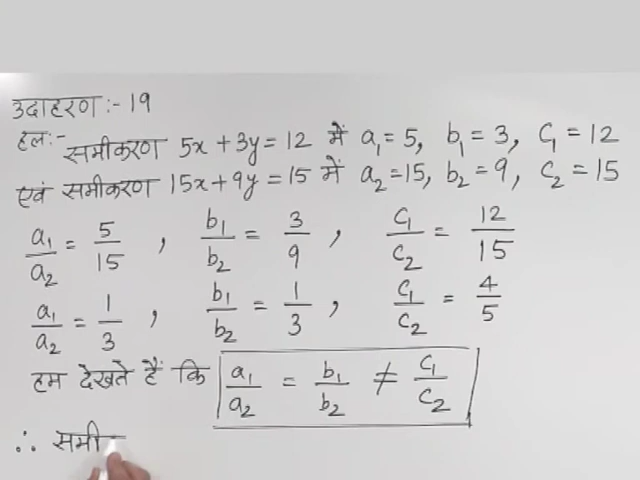 उदाहरण:- 19
हल:- समीकरण 5x + 3y = 12 में a₁ = 5, b₁ = 3, C₁ = 12
एवं समीकरण 15x + 9y = 15 में a₂ = 15, b₂ = 9, C₂ = 15
a₁/a₂ = 5/15 , b₁/b₂ = 3/9 , C₁/C₂ = 12/15
a₁/a₂ = 1/3 , b₁/b₂ = 1/3 , C₁/C₂ = 4/5
हम देखते हैं कि a₁/a₂ = b₁/b₂ ≠ C₁/C₂
∴ समी